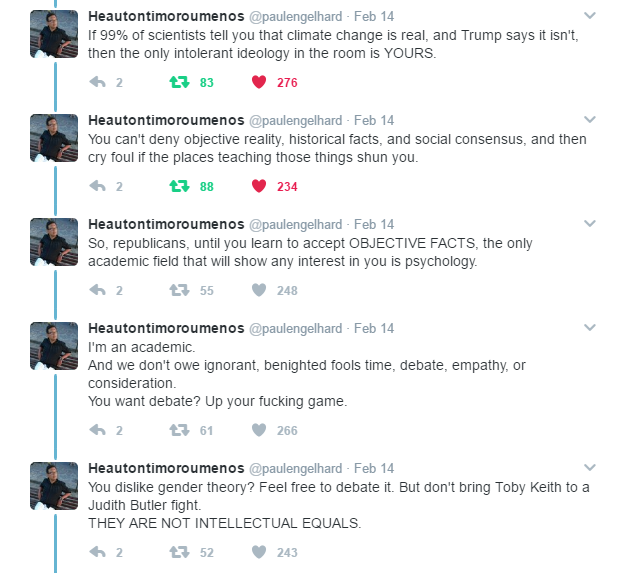 Heautontimoroumenos @paulengelhard · Feb 14
If 99% of scientists tell you that climate change is real, and Trump says it isn't,
then the only intolerant ideology in the room is YOURS.
2 83 276
Heautontimoroumenos @paulengelhard · Feb 14
You can't deny objective reality, historical facts, and social consensus, and then
cry foul if the places teaching those things shun you.
2 88 234
Heautontimoroumenos @paulengelhard · Feb 14
So, republicans, until you learn to accept OBJECTIVE FACTS, the only
academic field that will show any interest in you is psychology.
2 55 248
Heautontimoroumenos @paulengelhard · Feb 14
I'm an academic.
And we don't owe ignorant, benighted fools time, debate, empathy, or
consideration.
You want debate? Up your fucking game.
2 61 266
Heautontimoroumenos @paulengelhard · Feb 14
You dislike gender theory? Feel free to debate it. But don't bring Toby Keith to a
Judith Butler fight.
THEY ARE NOT INTELLECTUAL EQUALS.
2 52 243